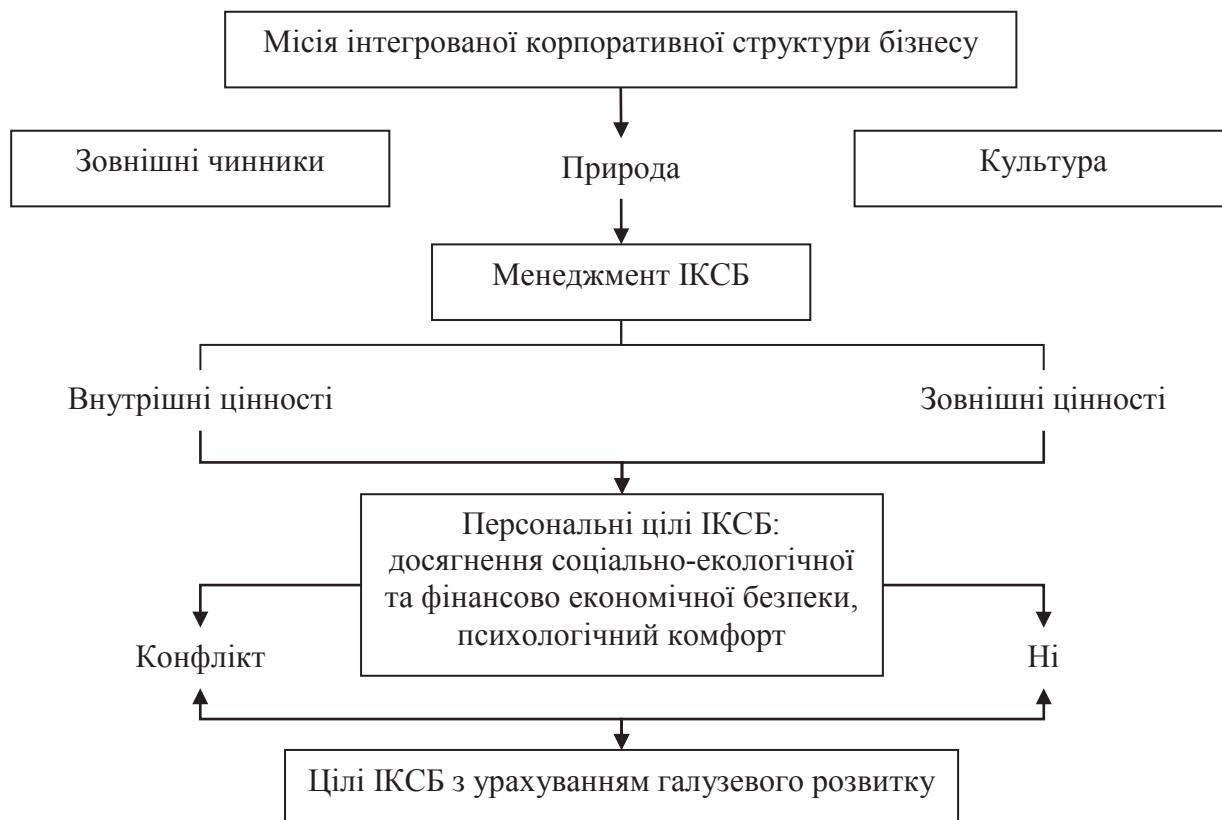 Місія інтегрованої корпоративної структури бізнесу
Зовнішні чинники
Природа
Культура
Менеджмент ІКСБ
Внутрішні цінності
Зовнішні цінності
Персональні цілі ІКСБ:
досягнення соціально-екологічної
та фінансово економічної безпеки,
психологічний комфорт
Конфлікт
Ні
Цілі ІКСБ з урахуванням галузевого розвитку